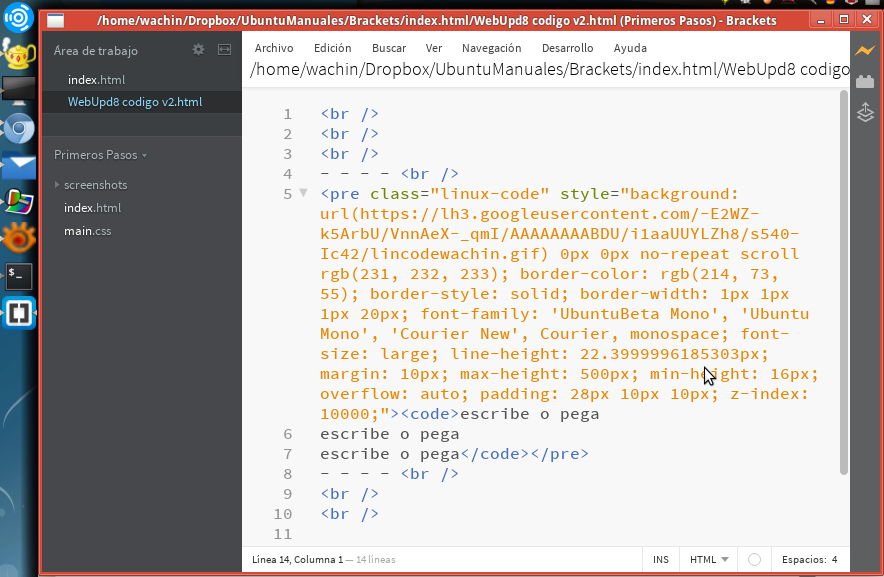 /home/wachin/Dropbox/UbuntuManuales/Brackets/index.html/WebUpd8 codigo v2.html (Primeros Pasos) - Brackets
Area de trabajo
index.html
WebUpd8 codigo v2.html
Primeros Pasos
screenshots
index.html
main.css
Archivo Edición Buscar Ver Navegación Desarrollo Ayuda
/home/wachin/Dropbox/UbuntuManuales/Brackets/index.html/WebUpd8 codigo
1 <br />
2 <br />
3 <br />
4 - - - - <br />
5 <pre class="linux-code" style="background:
url(https://lh3.googleusercontent.com/-E2WZ-
k5ArbU/VnnAeX-_qmI/AAAAAAAABDU/i1aaUUYLZh8/s540-
Ic42/lincodewachin.gif) 0px 0px no-repeat scroll
rgb(231, 232, 233); border-color: rgb(214, 73,
55); border-style: solid; border-width: 1px 1px
1px 20px; font-family: 'UbuntuBeta Mono', 'Ubuntu
Mono', 'Courier New', Courier, monospace; font-
size: large; line-height: 22.3999996185303px;
margin: 10px; max-height: 500px; min-height: 16px;
overflow: auto; padding: 28px 10px 10px; z-index:
10000;"><code>escribe o pega
6 escribe o pega
7 escribe o pega</code></pre>
8 - - - - <br />
9 <br />
10 <br />
11
Línea 14, Columna 1 — 14 líneas
INS HTML Espacios: 4
$_